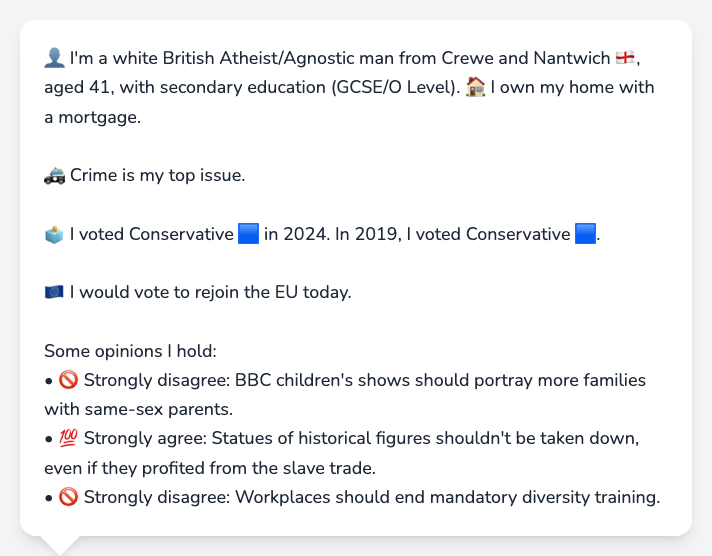 👤 I'm a white British Atheist/Agnostic man from Crewe and Nantwich 🏴󠁧󠁢󠁥󠁮󠁧󠁿,
aged 41, with secondary education (GCSE/O Level). 🏠 I own my home with
a mortgage.
🚓 Crime is my top issue.
🗳️ I voted Conservative 🟦 in 2024. In 2019, I voted Conservative 🟦.
🇪🇺 I would vote to rejoin the EU today.
Some opinions I hold:
• 🚫 Strongly disagree: BBC children's shows should portray more families
with same-sex parents.
• 💯 Strongly agree: Statues of historical figures shouldn't be taken down,
even if they profited from the slave trade.
• 🚫 Strongly disagree: Workplaces should end mandatory diversity training.